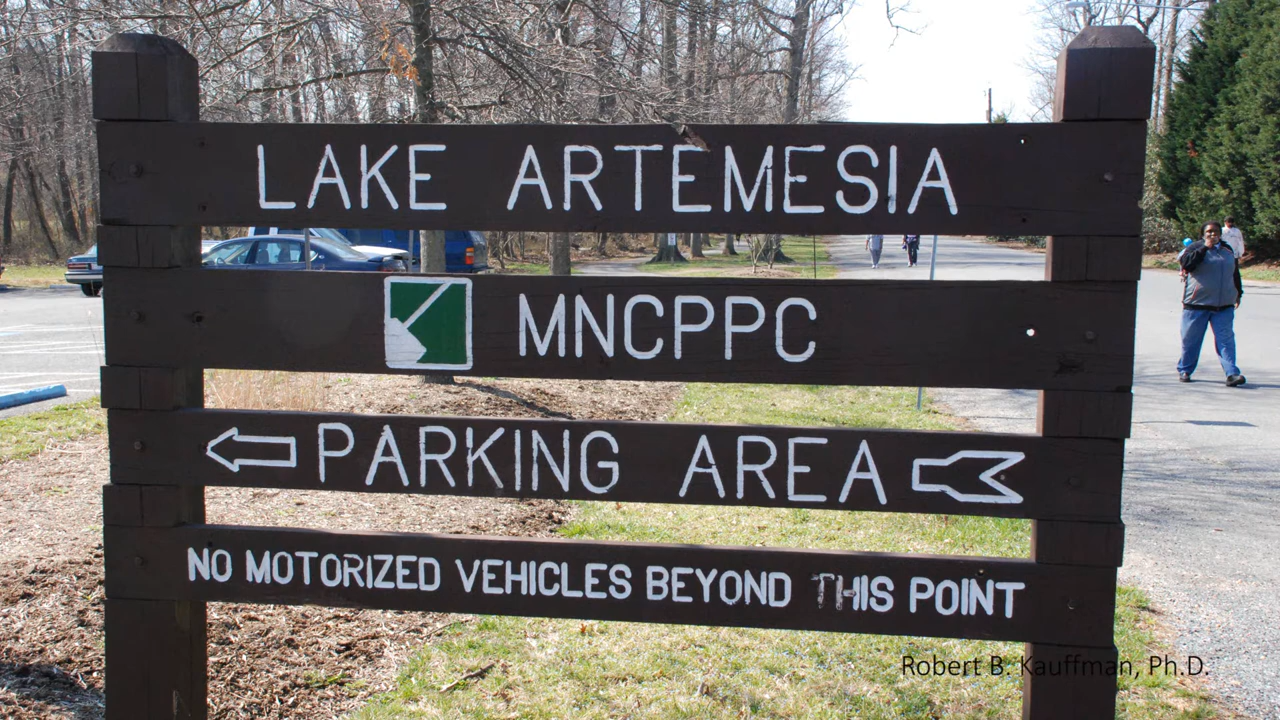 LAKE ARTEMESIA
MNCPPC
PARKING AREA
NO MOTORIZED VEHICLES BEYOND THIS POINT
Robert B. Kauffman, Ph.D.